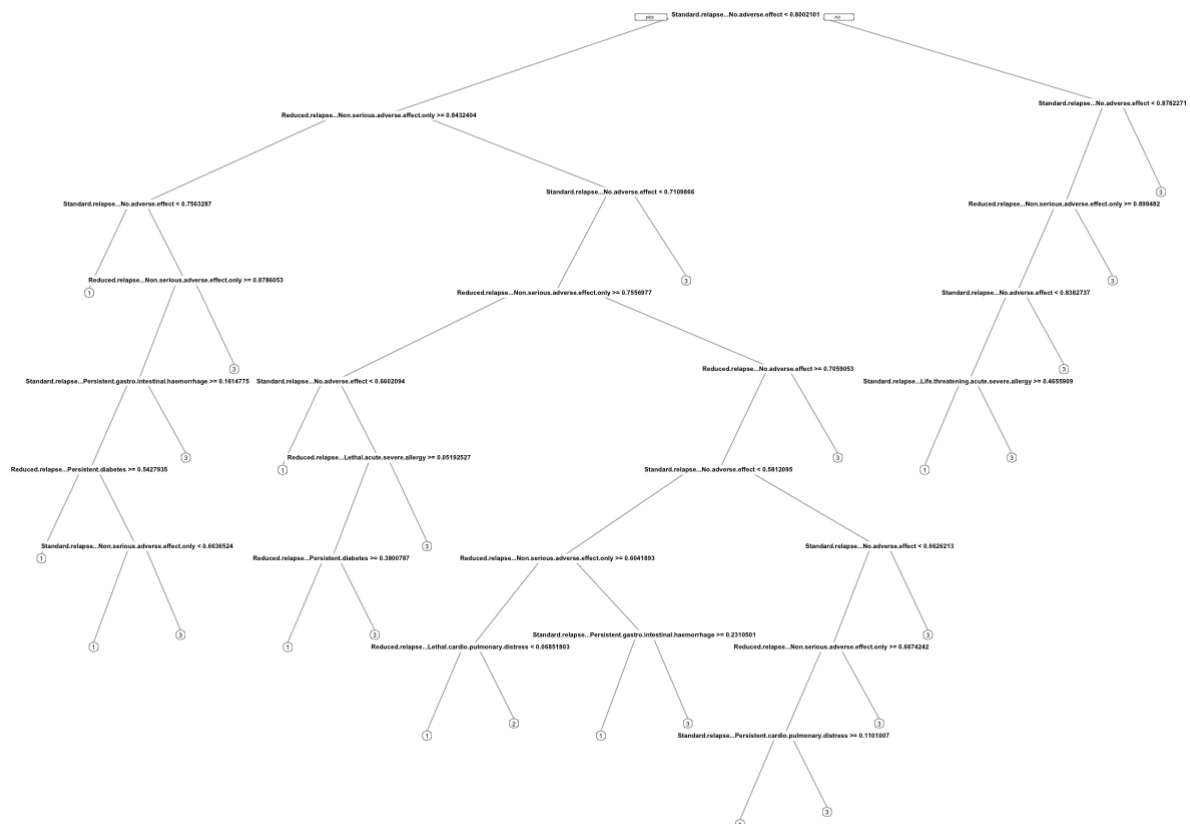 yes Standard.relapse...No.adverse.effect < 0.8002101 no
Standard.relapse...No.adverse.effect < 0.8782271
Reduced.relapse...Non.serious.adverse.effect.only >= 0.8432404
Standard.relapse...No.adverse.effect < 0.7109866
3
Standard.relapse...No.adverse.effect < 0.7563287
Reduced.relapse...Non.serious.adverse.effect.only >= 0.899482
Reduced.relapse...Non.serious.adverse.effect.only >= 0.8786053
3
3
1
Reduced.relapse...Non.serious.adverse.effect.only >= 0.7556977
Standard.relapse...No.adverse.effect < 0.8382737
3
Reduced.relapse...No.adverse.effect >= 0.7059053
3
Standard.relapse...Persistent.gastro.intestinal.haemorrhage >= 0.1614775
Standard.relapse...No.adverse.effect < 0.6602094
Standard.relapse...Life.threatening.acute.severe.allergy >= 0.4655909
3
Reduced.relapse...Lethal.acute.severe.allergy >= 0.05192527
3
3
Reduced.relapse...Persistent.diabetes >= 0.5427935
1
Standard.relapse...No.adverse.effect < 0.5812095
1
Standard.relapse...Non.serious.adverse.effect.only < 0.6636524
3
Standard.relapse...No.adverse.effect < 0.6626213
1
Reduced.relapse...Persistent.diabetes >= 0.3800787
Reduced.relapse...Non.serious.adverse.effect.only >= 0.6041893
3
3
Standard.relapse...Persistent.gastro.intestinal.haemorrhage >= 0.2310501
3
1
1
Reduced.relapse...Lethal.cardio.pulmonary.distress < 0.06851803
Reduced.relapse...Non.serious.adverse.effect.only >= 0.6674242
2
3
3
1
1
Standard.relapse...Persistent.cardio.pulmonary.distress >= 0.1101007
3